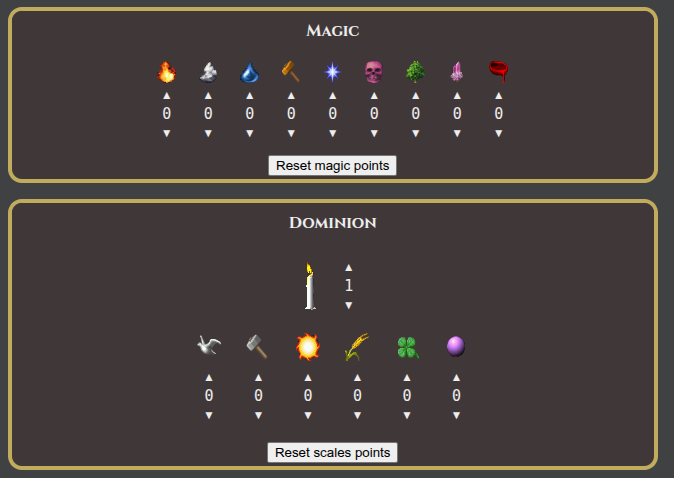 Magic
0 0 0 0 0 0 0 0 0
Reset magic points
Dominion
1
0 0 0 0 0 0
Reset scales points